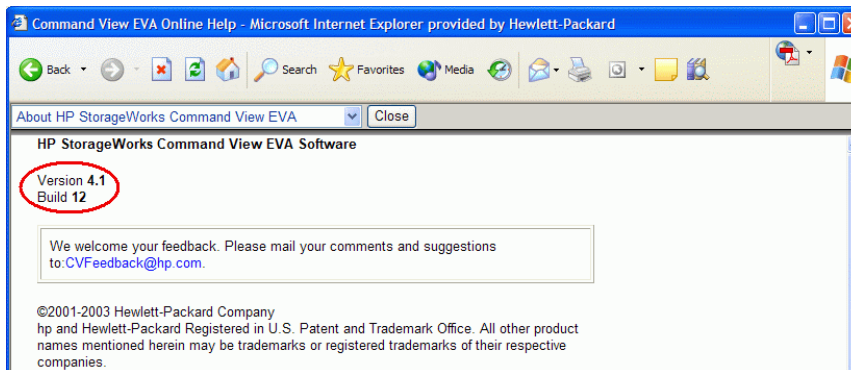 Command View EVA Online Help - Microsoft Internet Explorer provided by Hewlett-Packard
Back Search Favorites Media
About HP StorageWorks Command View EVA Close
HP StorageWorks Command View EVA Software
Version 4.1
Build 12
We welcome your feedback. Please mail your comments and suggestions
to:CVFeedback@hp.com.
©2001-2003 Hewlett-Packard Company
hp and Hewlett-Packard Registered in U.S. Patent and Trademark Office. All other product
names mentioned herein may be trademarks or registered trademarks of their respective
companies.